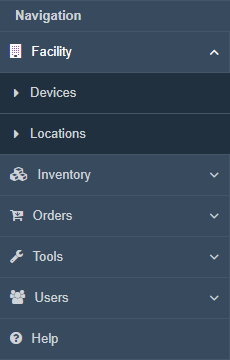 Navigation
Facility
Devices
Locations
Inventory
Orders
Tools
Users
Help